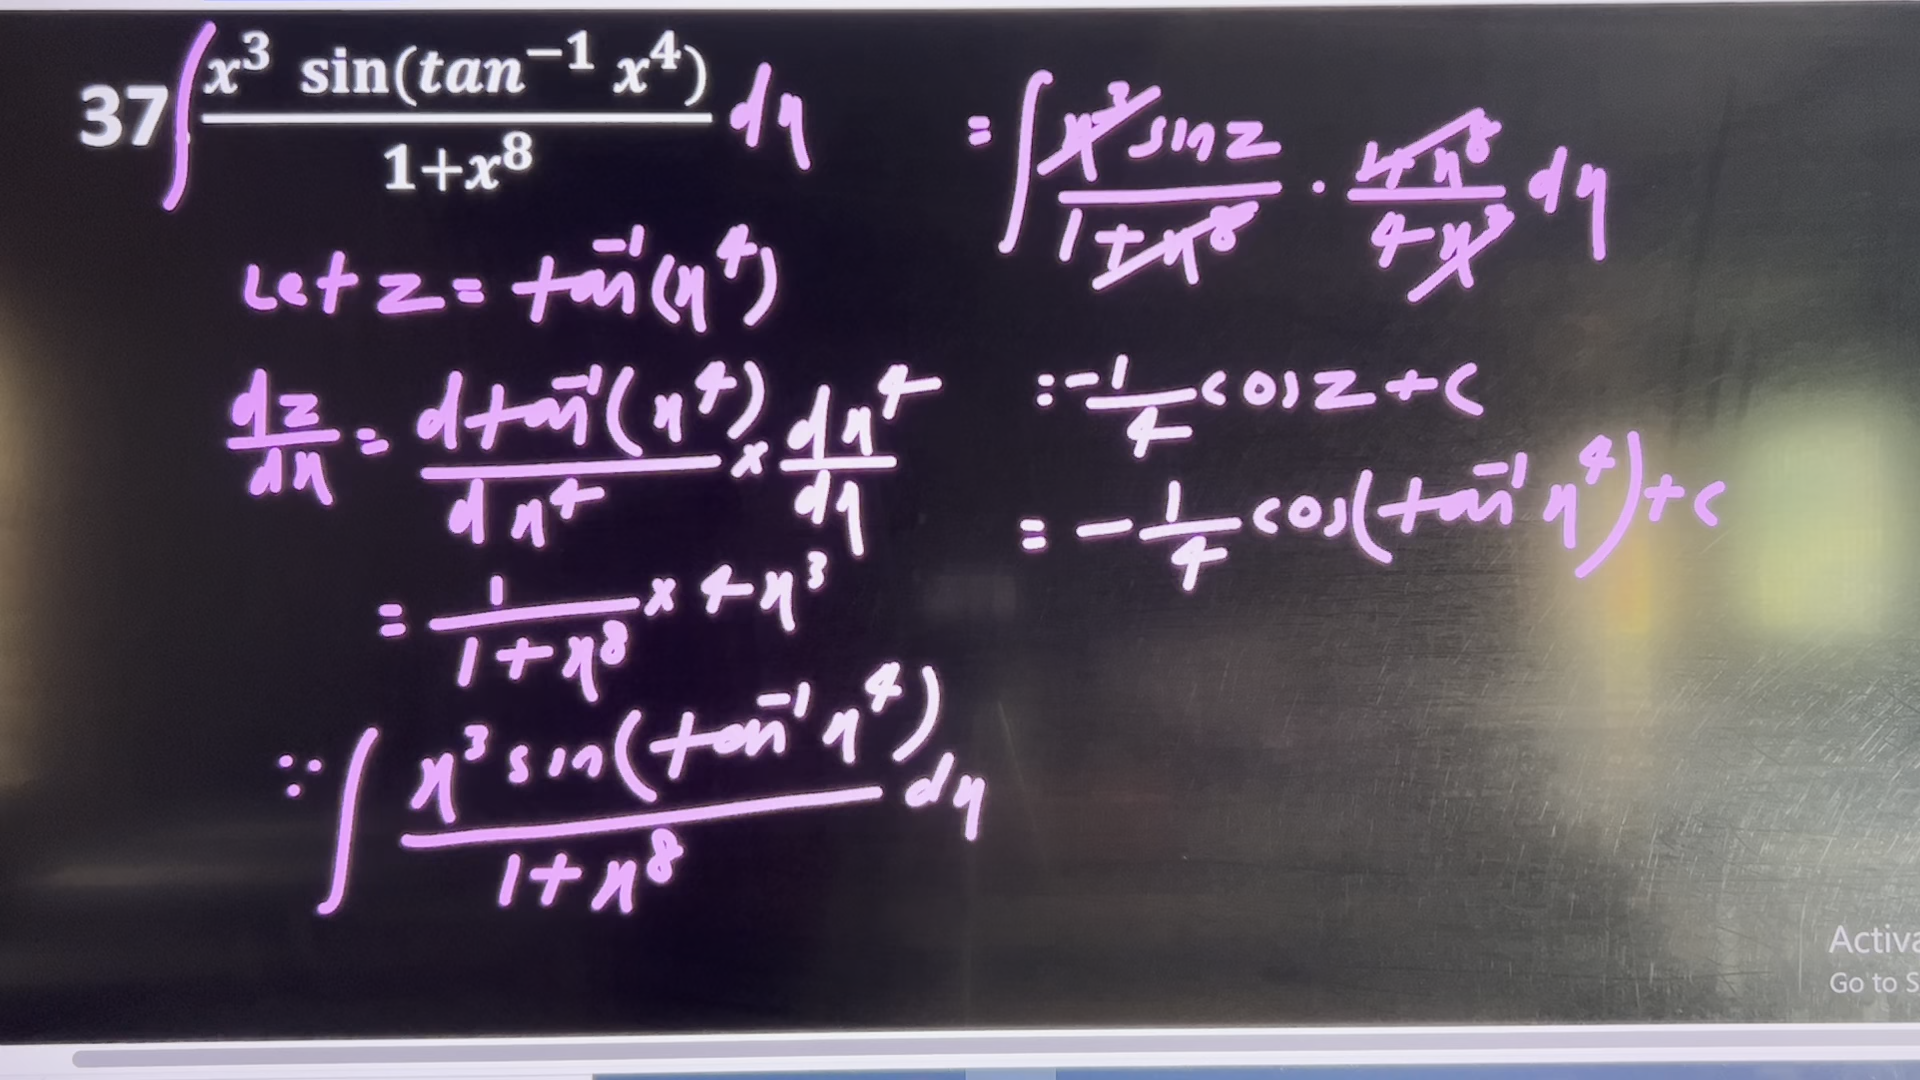 37 ∫ x³ sin(tan⁻¹ x⁴) / 1+x⁸ dx
Let z = tan⁻¹(x⁴)
dz/dx = d tan⁻¹(x⁴)/dx⁴ × dx⁴/dx
= 1/1+x⁸ × 4x³
∵ ∫ x³ sin(tan⁻¹ x⁴) / 1+x⁸ dx
= ∫ x³ sin z / 1+x⁸ · / 4x³ dx
= -1/4 cos z + c
= -1/4 cos(tan⁻¹ x⁴) + c
Go to